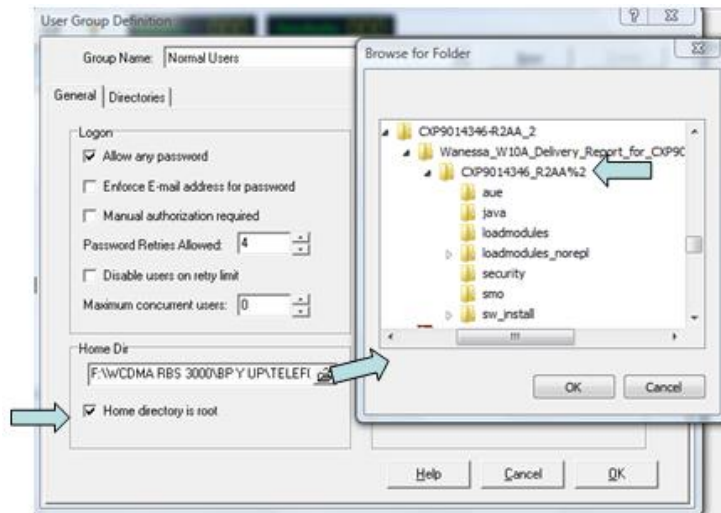 User Group Definition
Group Name: Normal Users
General
Directories
Logon
Allow any password
Enforce E-mail address for password
Manual authorization required
Password Retries Allowed: 4
Disable users on retry limit
Maximum concurrent users: 0
Home Dir
F:\WCDMA RBS 3000\BP Y UP\TELEF(
Home directory is root
Help
Cancel
OK
Browse for Folder
CXP9014346-R2AA_2
Wanessa_W10A_Delivery_Report_for_CXP90
CXP9014346_R2AA%2
aue
java
loadmodules
loadmodules_norepl
security
smo
sw_install
OK
Cancel